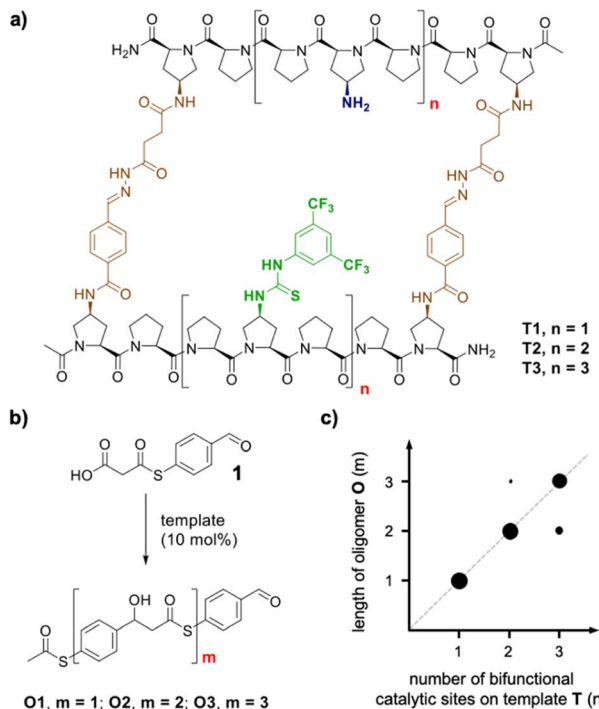 a)
H2N
O
O
O
O
O
O
O
N
N
N
N
N
N
N
NH
NH2
n
HN
O
O
O
O
HN
HN
N
N
CF3
CF3
NH
S
HN
O
O
NH
HN
N
N
N
N
N
N
N
O
O
O
O
O
O
O
O
NH2
n
T1, n = 1
T2, n = 2
T3, n = 3
b)
O
O
O
HO
S
1
template
(10 mol%)
O
OH
O
O
S
S
m
O1, m = 1; O2, m = 2; O3, m = 3
c)
length of oligomer O (m)
3
2
1
1
2
3
number of bifunctional
catalytic sites on template T (n